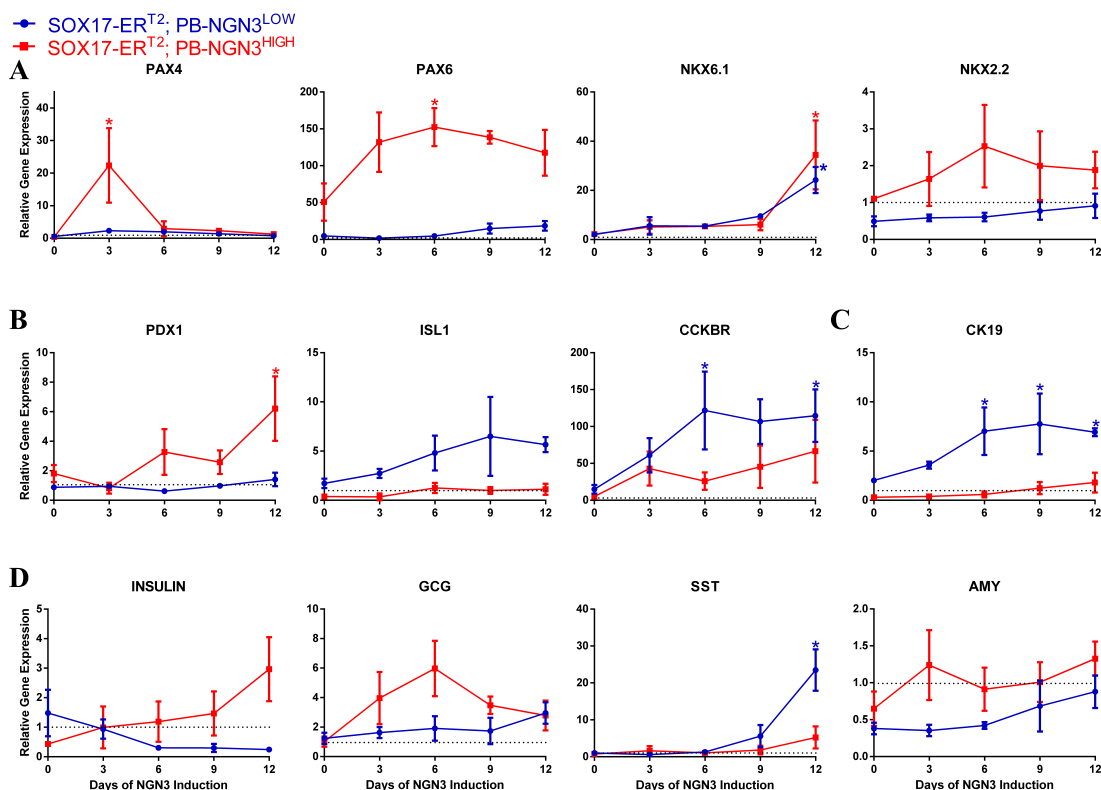 SOX17-ER^T2; PB-NGN3^LOW
SOX17-ER^T2; PB-NGN3^HIGH
A
PAX4
PAX6
NKX6.1
NKX2.2
Relative Gene Expression
40
30
20
10
0
0 3 6 9 12
200
150
100
50
0
0 3 6 9 12
60
40
20
0
0 3 6 9 12
4
3
2
1
0
0 3 6 9 12
* * * *
B
C
PDX1
ISL1
CCKBR
CK19
Relative Gene Expression
10
8
6
4
2
0
0 3 6 9 12
15
10
5
0
0 3 6 9 12
200
150
100
50
0
0 3 6 9 12
15
10
5
0
0 3 6 9 12
* * * * * *
D
INSULIN
GCG
SST
AMY
Relative Gene Expression
5
4
3
2
1
0
0 3 6 9 12
10
8
6
4
2
0
0 3 6 9 12
40
30
20
10
0
0 3 6 9 12
2.0
1.5
1.0
0.5
0.0
0 3 6 9 12
*
Days of NGN3 Induction
Days of NGN3 Induction
Days of NGN3 Induction
Days of NGN3 Induction